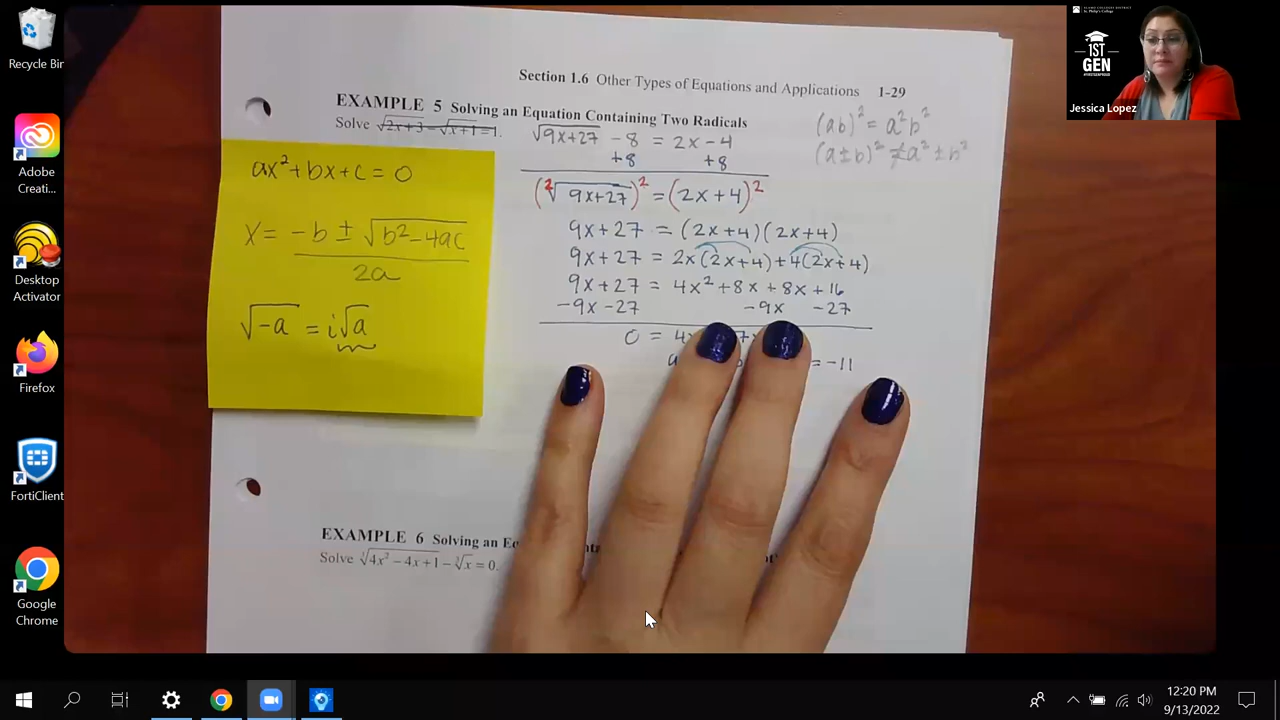 Recycle Bin
Adobe
Creati...
Desktop
Activator
Firefox
FortiClient
Google
Chrome
1ST
GEN
Jessica Lopez
Section 1.6 Other Types of Equations and Applications 1-29
EXAMPLE 5 Solving an Equation Containing Two Radicals
Solve √2x+3 − √x+1 = 1.
√9x+27 − 8 = 2x − 4
+8 +8
(²√9x+27)² = (2x+4)²
9x+27 = (2x+4)(2x+4)
9x+27 = 2x(2x+4)+4(2x+4)
9x+27 = 4x²+8x+8x+16
−9x −27 −9x −27
0 = 4x
= −11
(ab)² = a²b²
(a±b)² ≠ a² ± b²
ax²+bx+c = 0
x = −b ± √b²−4ac
2a
√−a = i√a
EXAMPLE 6 Solving an
Solve ∛4x² − 4x + 1 − ∛x = 0.
12:20 PM
9/13/2022